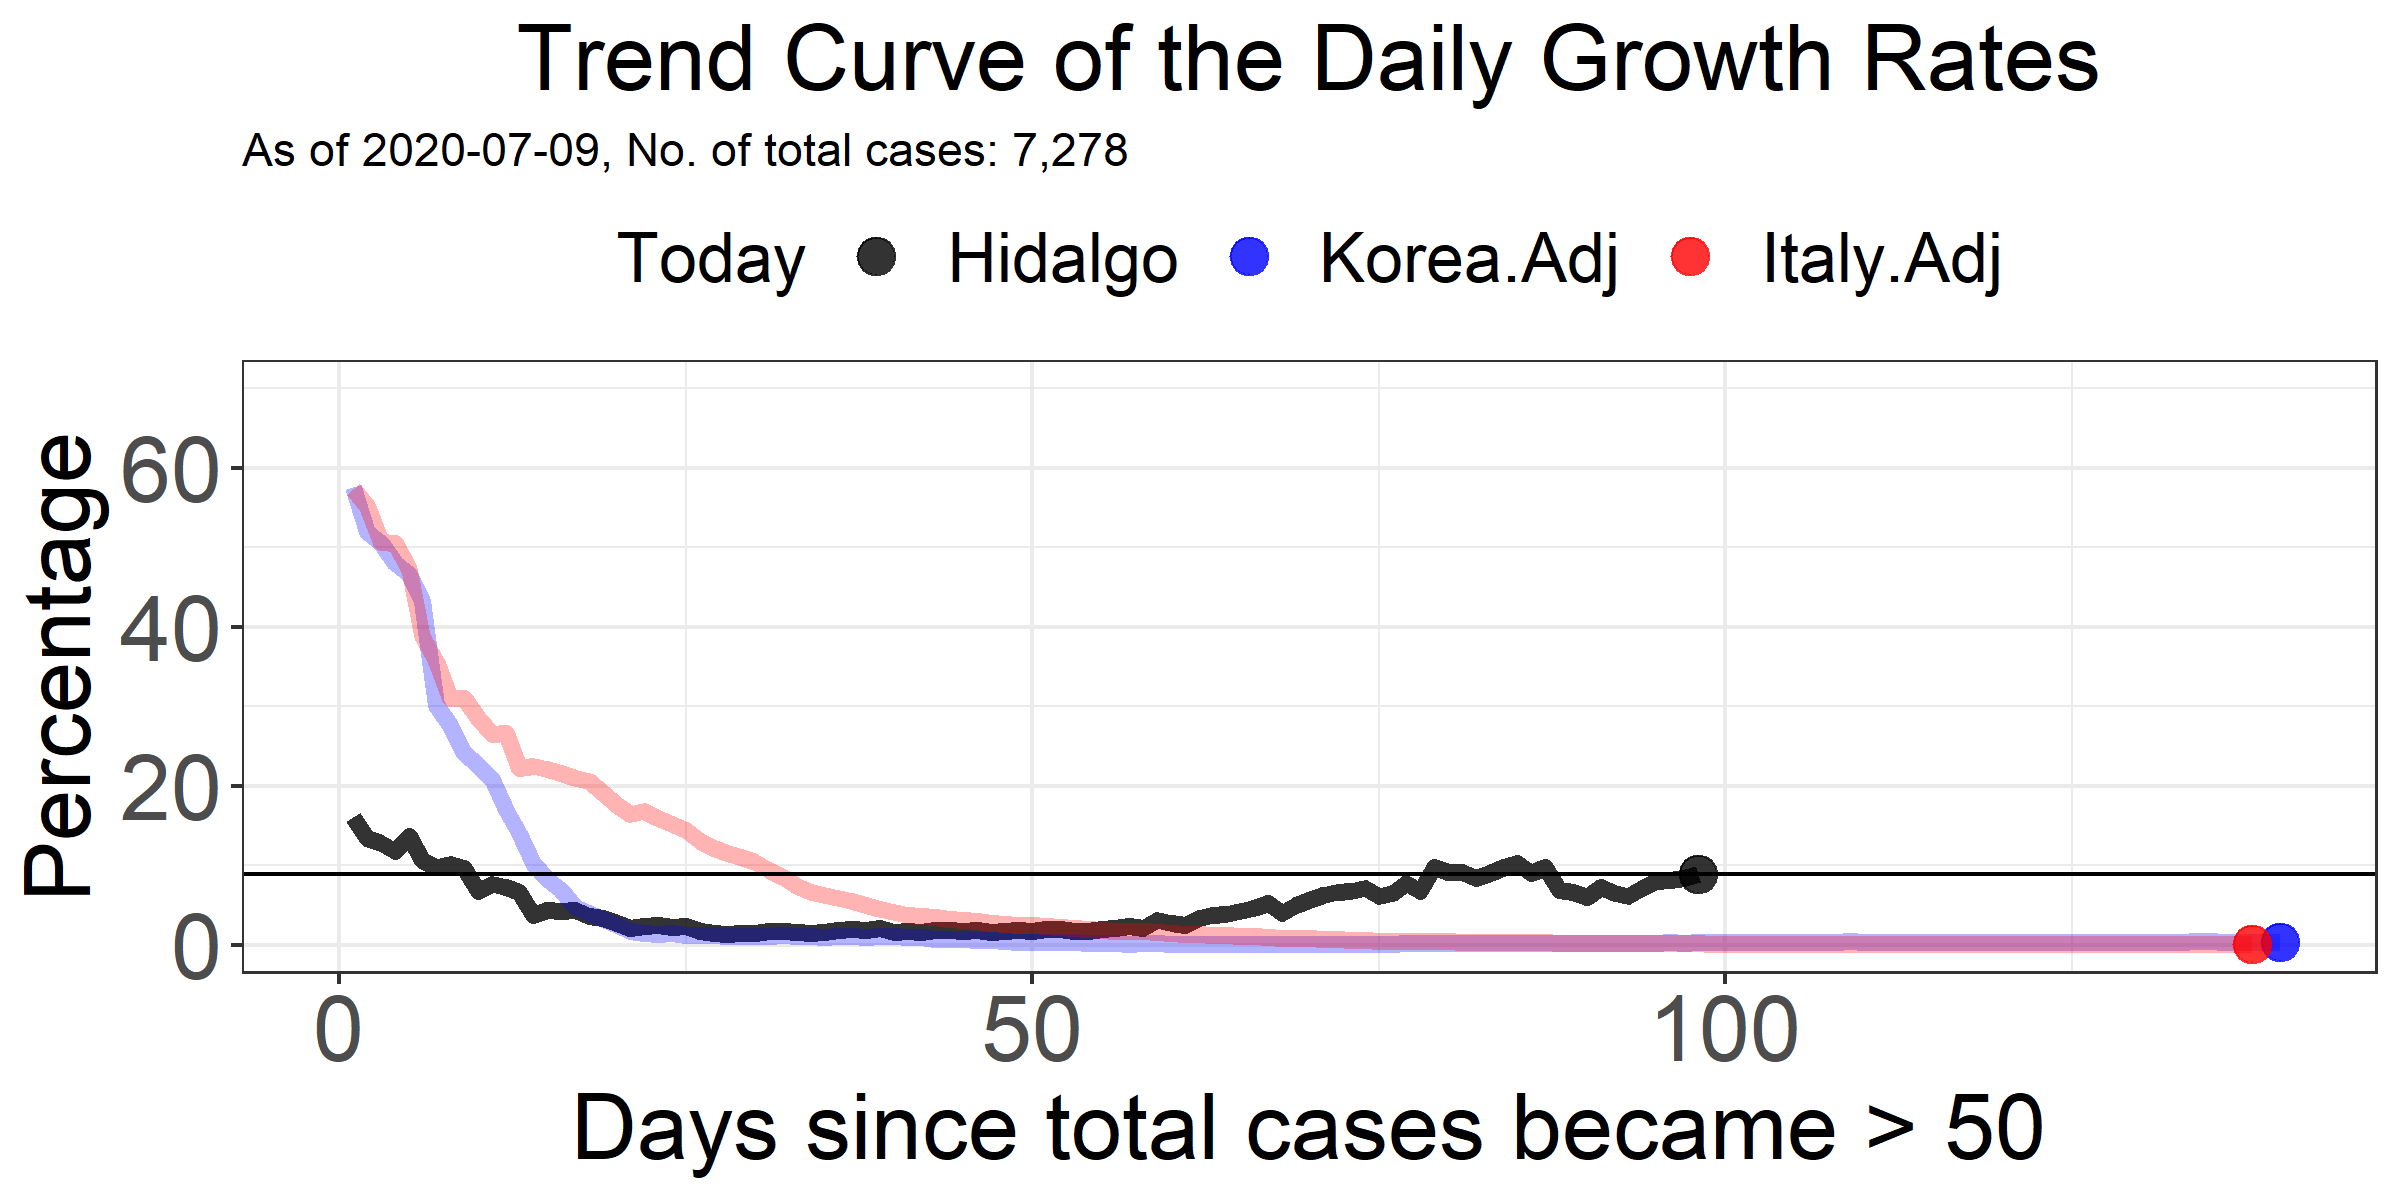 Trend Curve of the Daily Growth Rates
As of 2020-07-09, No. of total cases: 7,278
Today Hidalgo Korea.Adj Italy.Adj
Percentage
60
40
20
0
0 50 100
Days since total cases became > 50